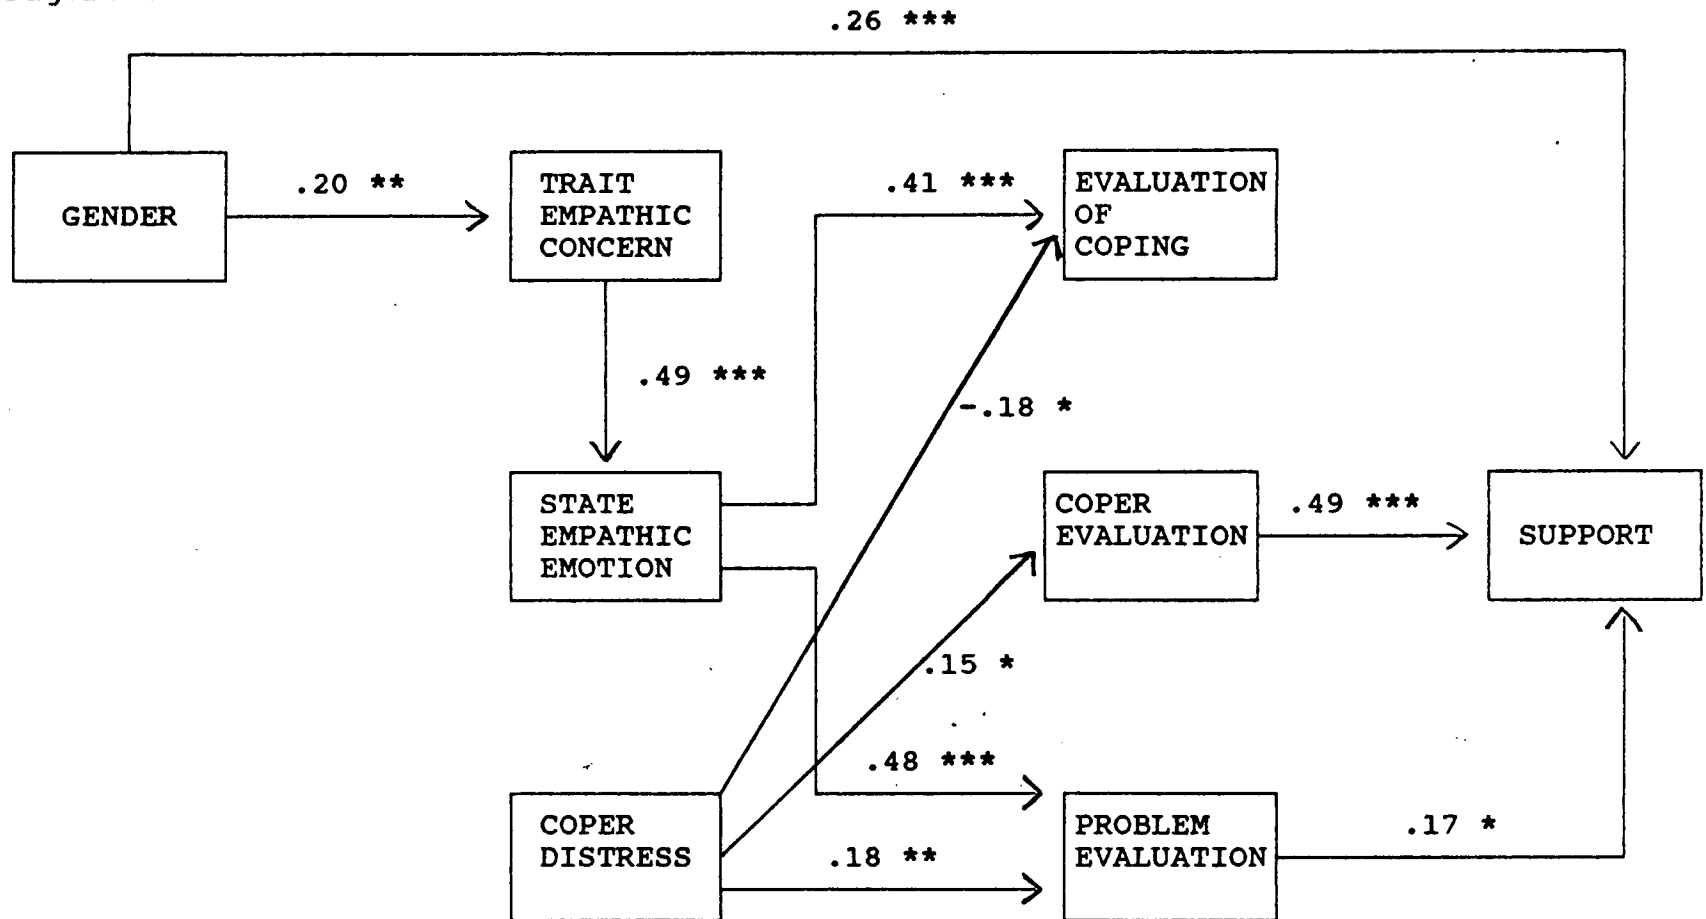 .26 ***
GENDER
.20 **
TRAIT
EMPATHIC
CONCERN
.41 ***
EVALUATION
OF
COPING
.49 ***
-.18 *
STATE
EMPATHIC
EMOTION
COPER
EVALUATION
.49 ***
SUPPORT
.15 *
.48 ***
COPER
DISTRESS
.18 **
PROBLEM
EVALUATION
.17 *